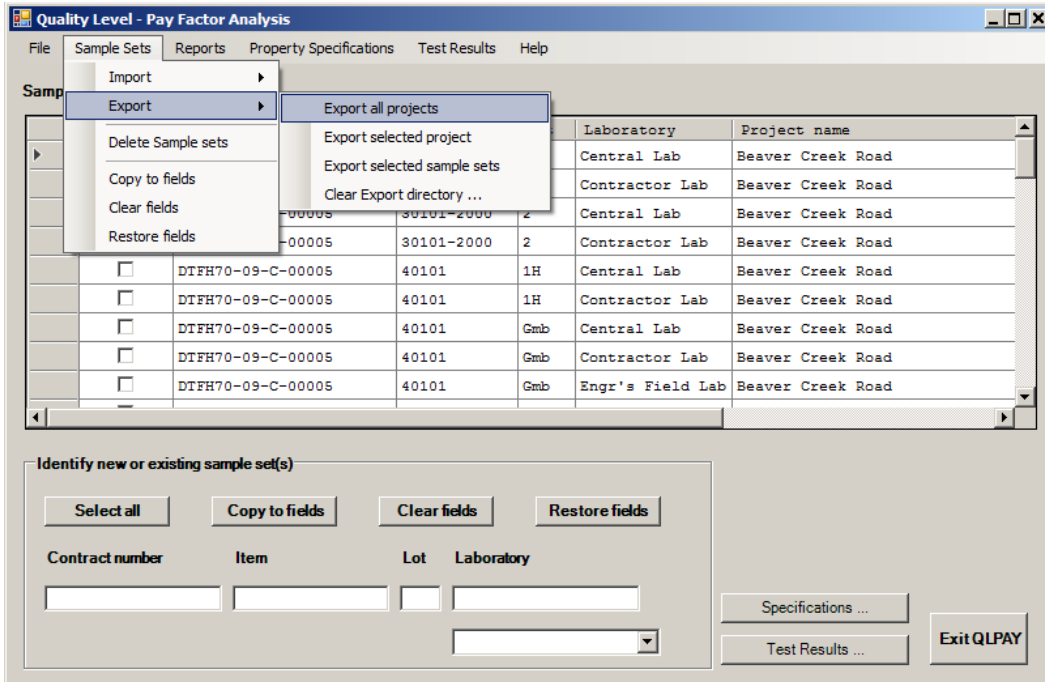 Quality Level - Pay Factor Analysis
File Sample Sets Reports Property Specifications Test Results Help
Import
Export
Delete Sample sets
Copy to fields
Clear fields
Restore fields
Export all projects
Export selected project
Export selected sample sets
Clear Export directory ...
Laboratory Project name
Central Lab Beaver Creek Road
Contractor Lab Beaver Creek Road
2 Central Lab Beaver Creek Road
-00005 30101-2000 2 Contractor Lab Beaver Creek Road
DTFH70-09-C-00005 40101 1H Central Lab Beaver Creek Road
DTFH70-09-C-00005 40101 1H Contractor Lab Beaver Creek Road
DTFH70-09-C-00005 40101 Gmb Central Lab Beaver Creek Road
DTFH70-09-C-00005 40101 Gmb Contractor Lab Beaver Creek Road
DTFH70-09-C-00005 40101 Gmb Engr's Field Lab Beaver Creek Road
Identify new or existing sample set(s)
Select all Copy to fields Clear fields Restore fields
Contract number Item Lot Laboratory
Specifications ...
Test Results ...
Exit QLPAY